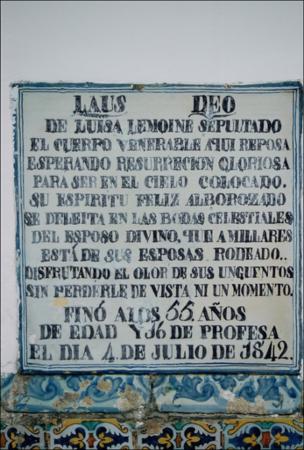 LAUS DEO
DE LUISA LEMOINE SEPULTADO
EL CUERPO VENERABLE AQUI REPOSA
ESPERANDO RESURRECION GLORIOSA
PARA SER EN EL CIELO COLOCADO.
SU ESPIRITU FELIZ ALBOROZADO
SE DELEITA EN LAS BODAS CELESTIALES
DEL ESPOSO DIVINO, QUE A MILLARES
ESTÁ DE SUS ESPOSAS RODEADO..
DISFRUTANDO EL OLOR DE SUS UNGUENTOS
SIN PERDERLE DE VISTA NI UN MOMENTO.
FINÓ A LOS 55. AÑOS
DE EDAD Y 36 DE PROFESA
EL DIA 4 DE JULIO DE 1842.